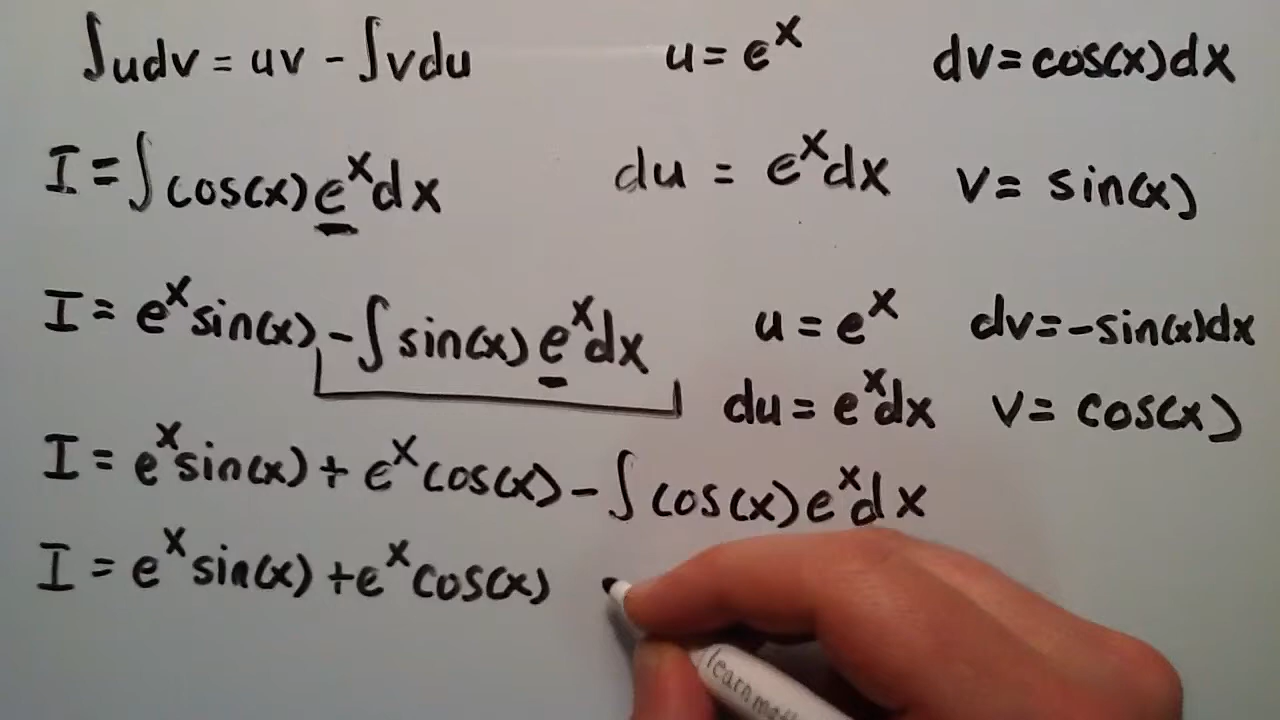 ∫udv = uv - ∫vdu u = e^x dv = cos(x)dx
I = ∫cos(x)e^x dx du = e^x dx v = sin(x)
I = e^x sin(x) - ∫sin(x)e^x dx u = e^x dv = -sin(x)dx
du = e^x dx v = cos(x)
I = e^x sin(x) + e^x cos(x) - ∫cos(x)e^x dx
I = e^x sin(x) + e^x cos(x)
learn